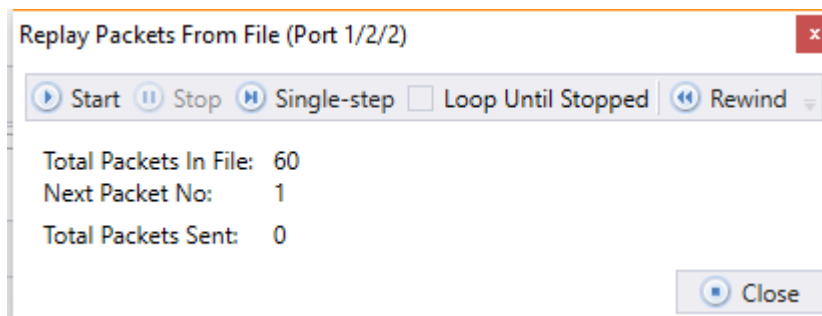 Replay Packets From File (Port 1/2/2) x
Start Stop Single-step Loop Until Stopped Rewind
Total Packets In File: 60
Next Packet No: 1
Total Packets Sent: 0
Close